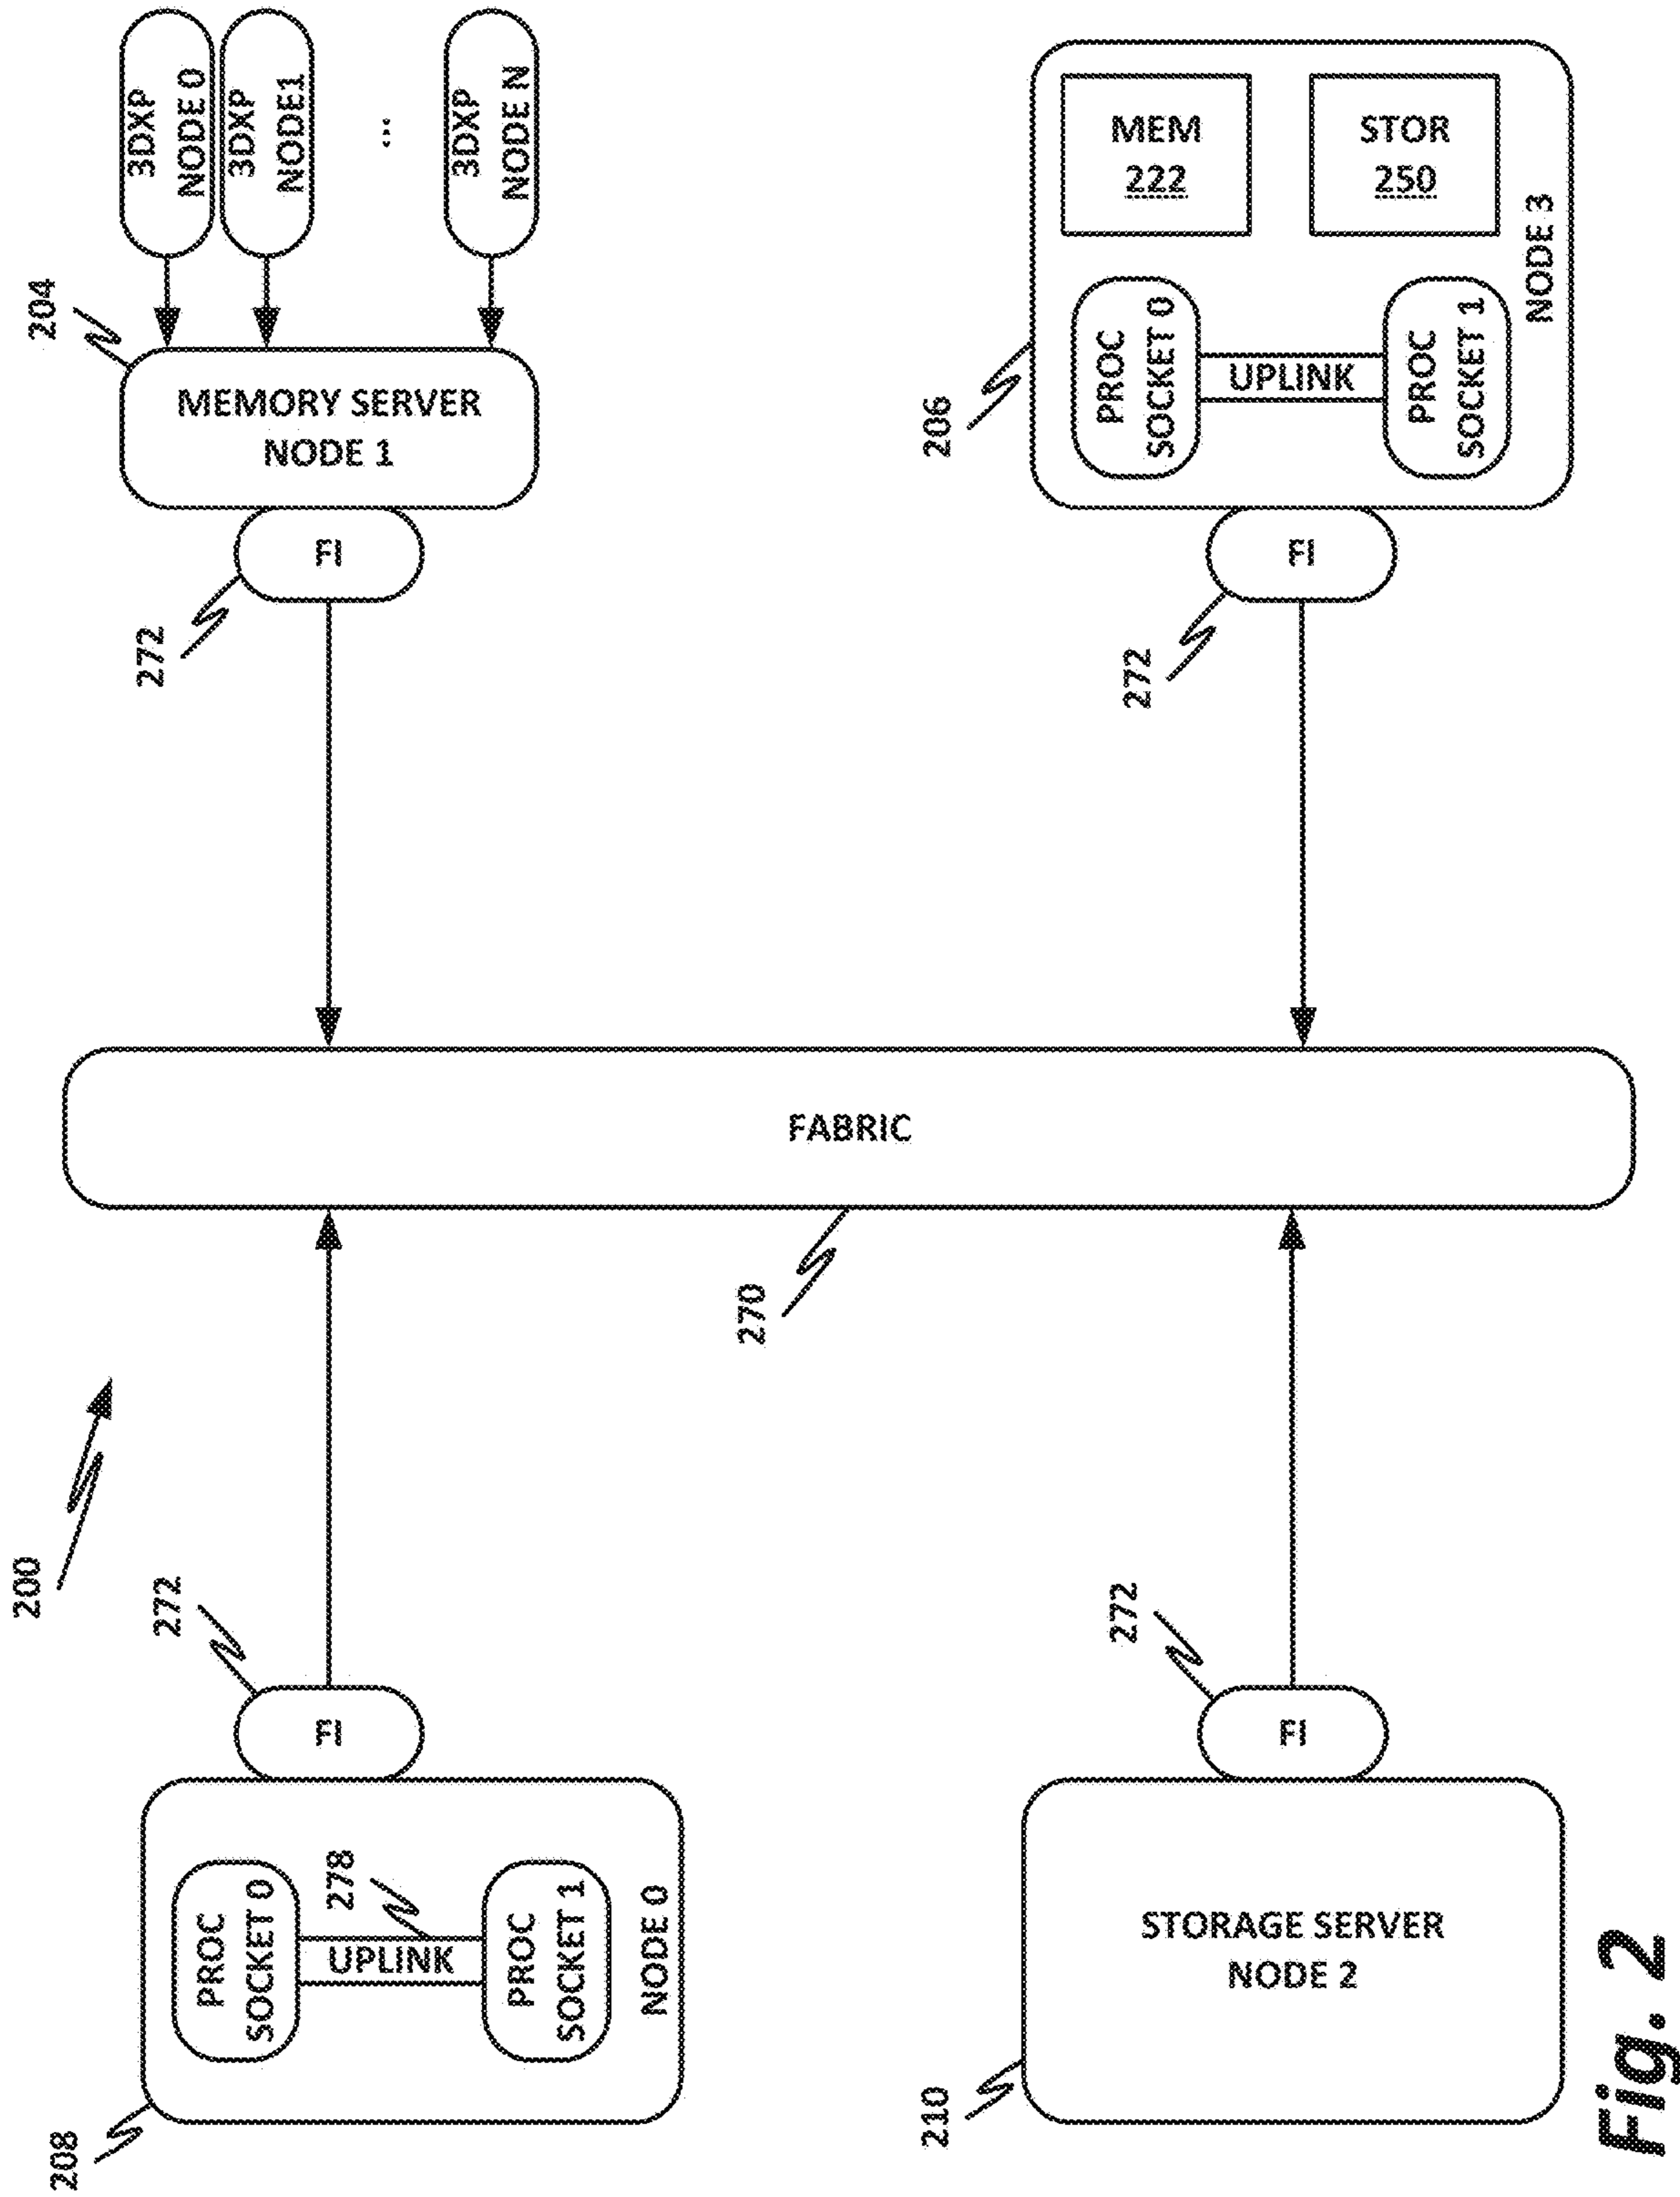 3DXP
NODE 0
3DXP
NODE1
...
3DXP
NODE N
204
MEMORY SERVER
NODE 1
FI
272
206
MEM
222
STOR
250
PROC
SOCKET 0
UPLINK
PROC
SOCKET 1
NODE 3
FI
272
FABRIC
270
200
272
FI
208
PROC
SOCKET 0
278
UPLINK
PROC
SOCKET 1
NODE 0
272
FI
210
STORAGE SERVER
NODE 2
Fig. 2